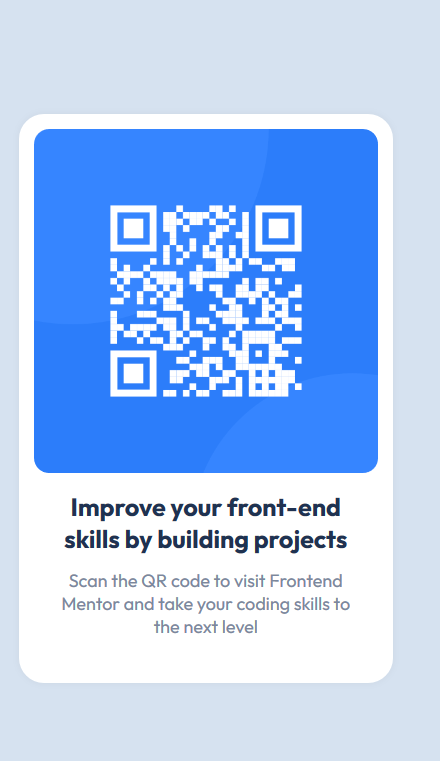 Improve your front-end
skills by building projects
Scan the QR code to visit Frontend
Mentor and take your coding skills to
the next level